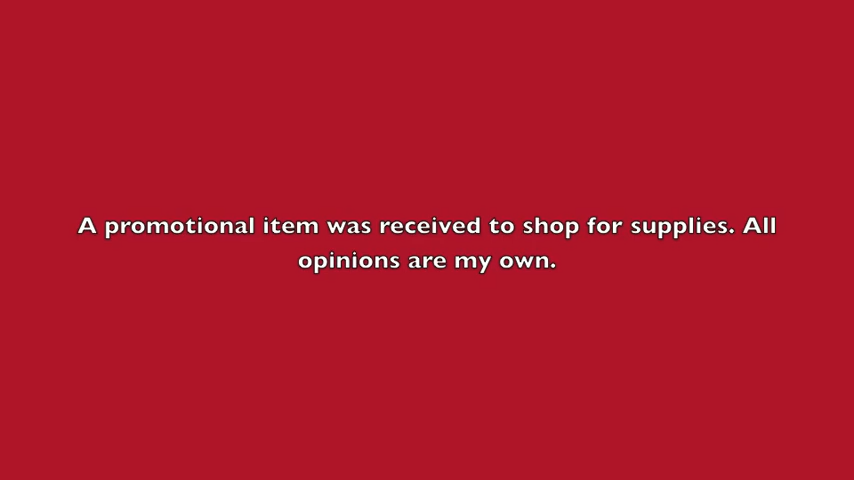 A promotional item was received to shop for supplies. All
opinions are my own.